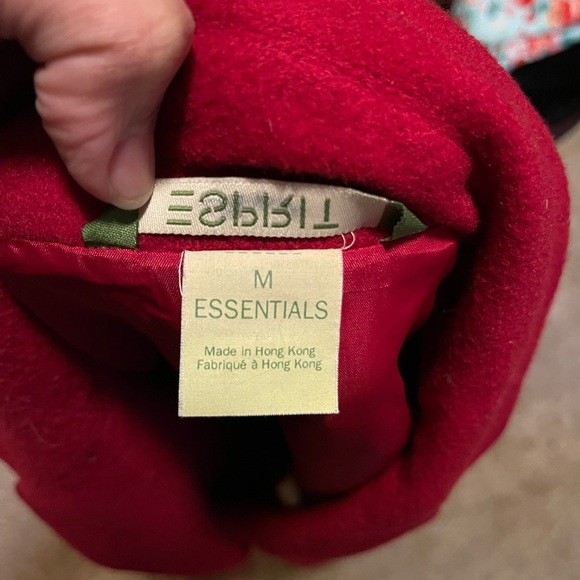 ESPRIT
M
ESSENTIALS
Made in Hong Kong
Fabriqué à Hong Kong